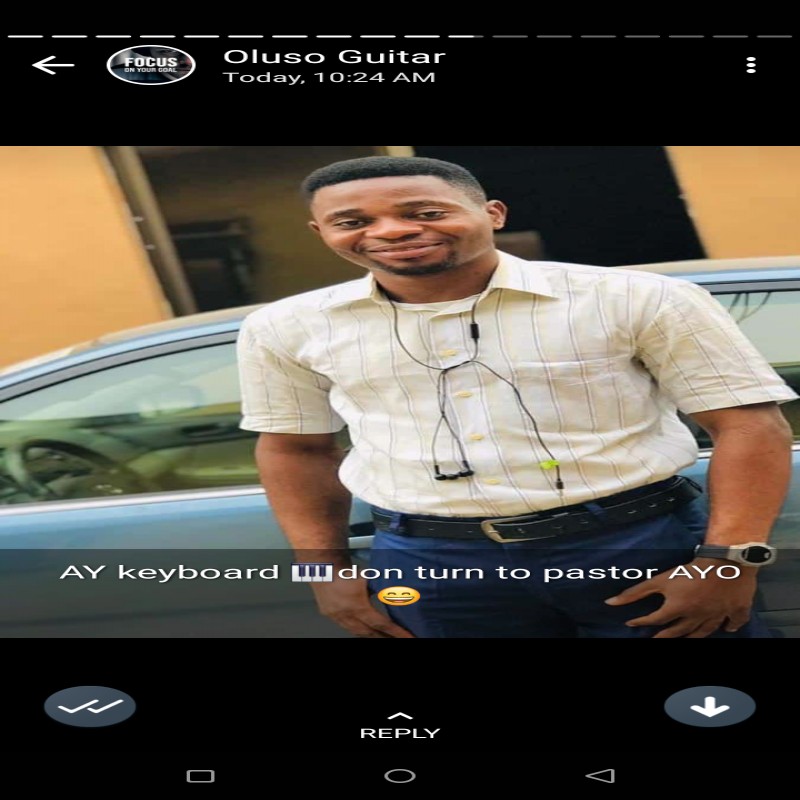 FOCUS
ON YOUR GOAL
Oluso Guitar
Today, 10:24 AM
AY keyboard 🎹don turn to pastor AYO
😄
REPLY